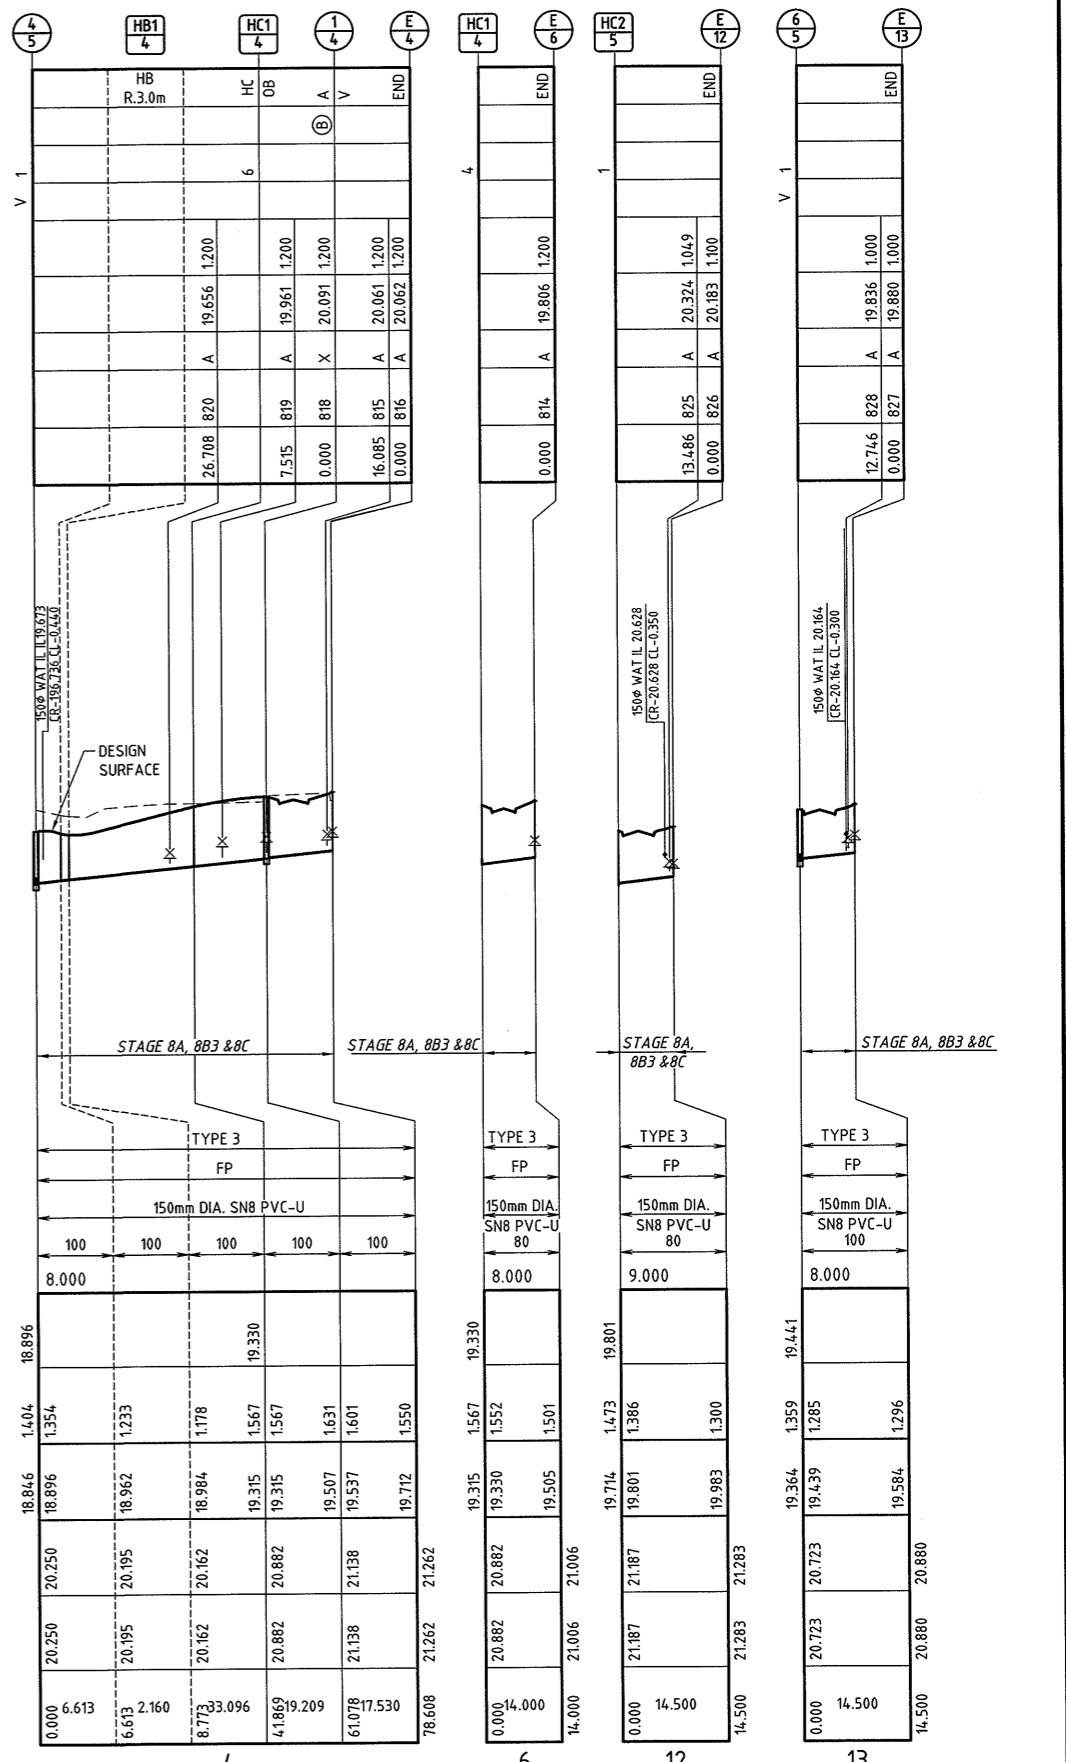 4
5
HB1
4
HC1
4
1
4
E
4
HC1
4
E
6
HC2
5
E
12
6
5
E
13
HB
R.3.0m
HC
OB
A
V
END
B
END
END
END
V 1
6
4
1
V 1
19.656 1.200
19.961 1.200
20.091 1.200
20.061 1.200
20.062 1.200
19.806 1.200
20.324 1.049
20.183 1.100
19.836 1.000
19.880 1.000
A
A
X
A
A
A
A
A
A
A
26.708 820
7.515 819
0.000 818
16.085 815
0.000 816
0.000 814
13.486 825
0.000 826
12.746 828
0.000 827
150ø WAT IL IL19.673
CR-196.736 CL-0.440
150ø WAT IL 20.628
CR-20.628 CL-0.350
150ø WAT IL 20.164
CR-20.164 CL-0.300
DESIGN
SURFACE
STAGE 8A, 8B3 &8C
STAGE 8A, 8B3 &8C
STAGE 8A,
8B3 &8C
STAGE 8A, 8B3 &8C
TYPE 3
TYPE 3
TYPE 3
TYPE 3
FP
FP
FP
FP
150mm DIA. SN8 PVC-U
150mm DIA.
SN8 PVC-U
150mm DIA.
SN8 PVC-U
150mm DIA.
SN8 PVC-U
100 100 100 100 100
80
80
100
8.000
8.000
9.000
8.000
18.896
19.330
19.330
19.801
19.441
1.404 1.354 1.233 1.178 1.567 1.567 1.631 1.601 1.550
1.567 1.552 1.501
1.473 1.386 1.300
1.359 1.285 1.296
18.846 18.896 18.962 18.984 19.315 19.315 19.507 19.537 19.712
19.315 19.330 19.505
19.714 19.801 19.983
19.364 19.439 19.584
20.250 20.195 20.162 20.882 21.138 21.262
20.882 21.006
21.187 21.283
20.723 20.880
20.250 20.195 20.162 20.882 21.138 21.262
20.882 21.006
21.187 21.283
20.723 20.880
0.000 6.613 6.613 2.160 8.773 33.096 41.869 19.209 61.078 17.530 78.608
0.000 14.000 14.000
0.000 14.500 14.500
0.000 14.500 14.500
4
6
12
13